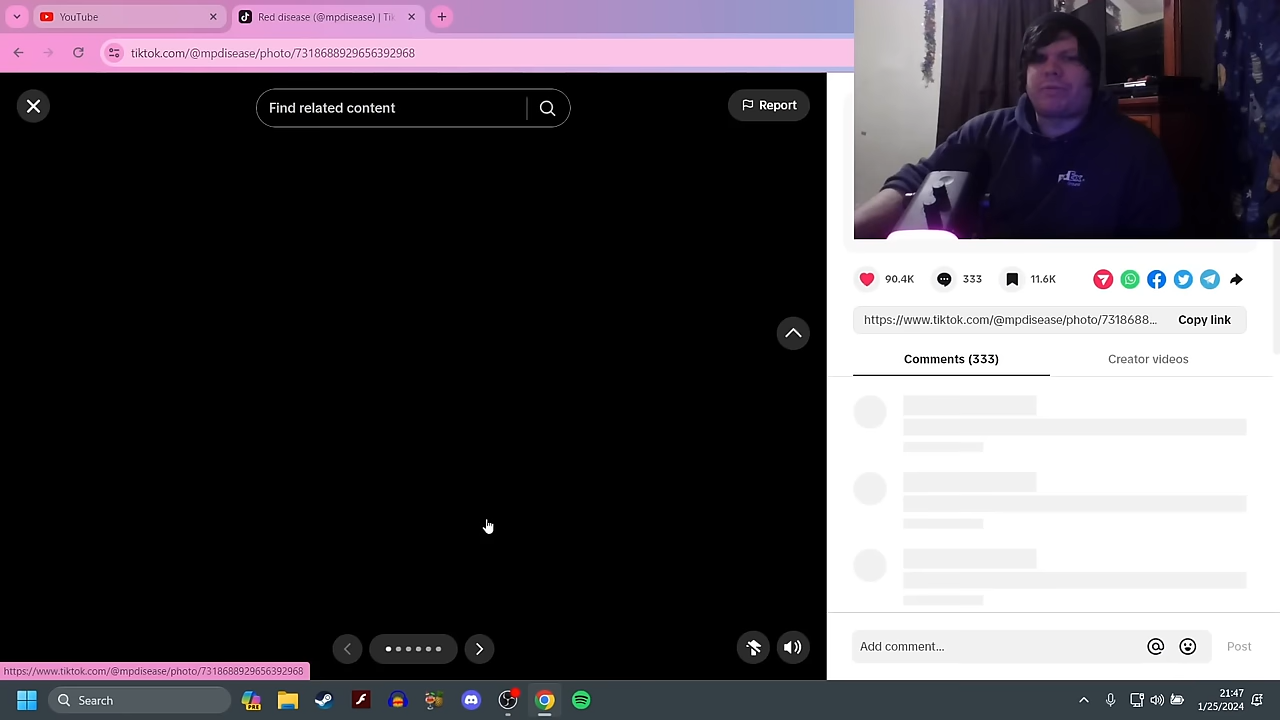 YouTube
Red disease (@mpdisease) | Tik
tiktok.com/@mpdisease/photo/7318688929656392968
Find related content
Report
90.4K
333
11.6K
https://www.tiktok.com/@mpdisease/photo/7318688...
Copy link
Comments (333)
Creator videos
Add comment...
Post
https://www.tiktok.com/@mpdisease/photo/7318688929656392968
Search
PRE
21:47
1/25/2024